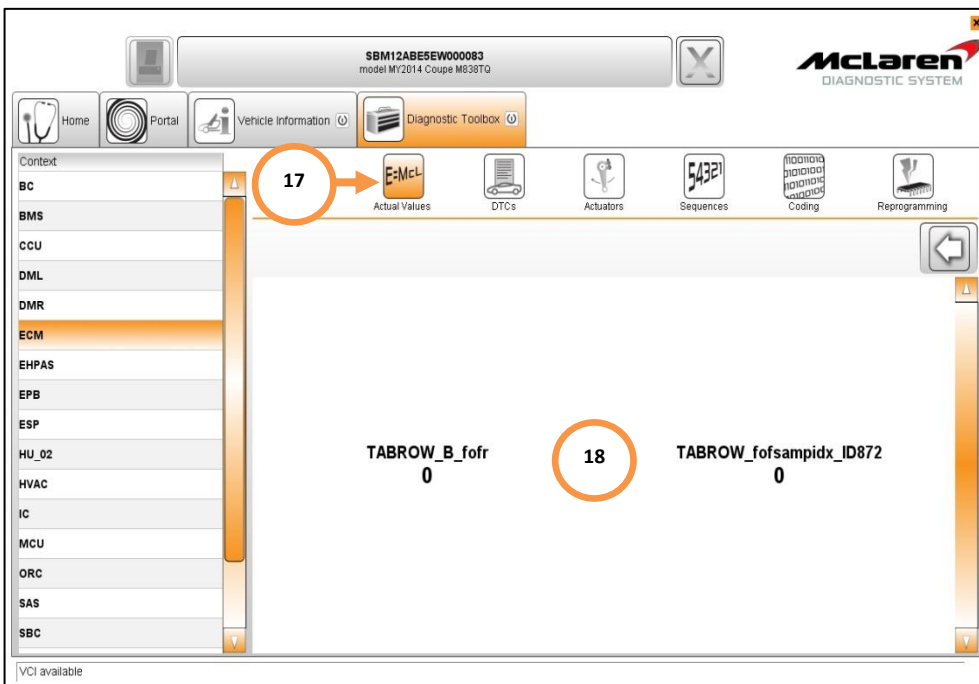 x
SBM12ABE5EW000083
model MY2014 Coupe M838TQ
X
McLaren
DIAGNOSTIC SYSTEM
Home
Portal
Vehicle Information
Diagnostic Toolbox
Context
BC
BMS
CCU
DML
DMR
ECM
EHPAS
EPB
ESP
HU_02
HVAC
IC
MCU
ORC
SAS
SBC
17
E=McL
54321
Actual Values
DTCs
Actuators
Sequences
Coding
Reprogramming
TABROW_B_fofr
0
18
TABROW_fofsampidx_ID872
0
VCI available